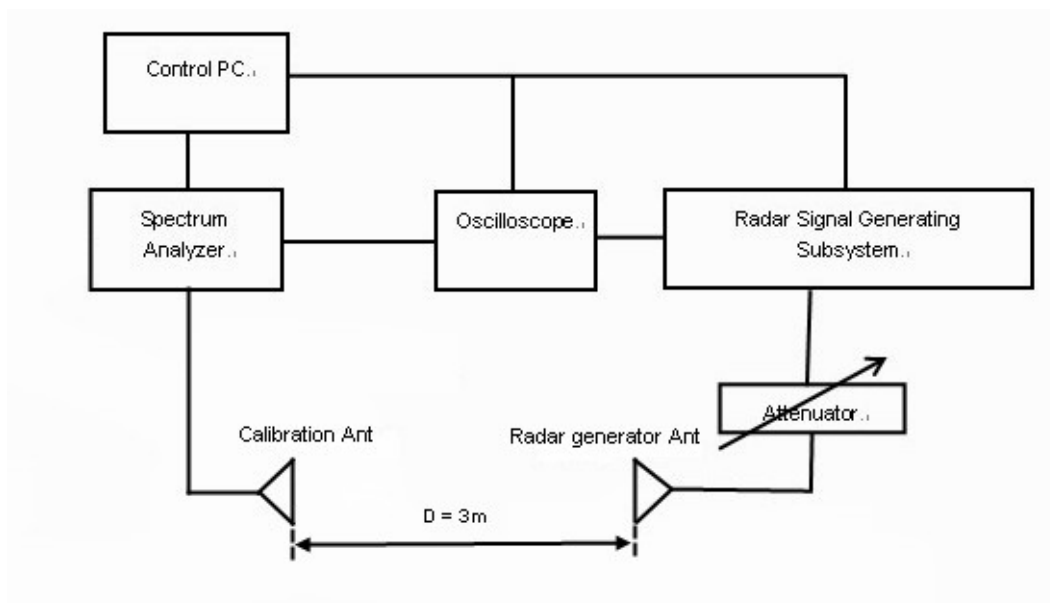 Control PC.
Spectrum
Analyzer.
Oscilloscope.
Radar Signal Generating
Subsystem.
Attenuator.
Calibration Ant
Radar generator Ant
D = 3m